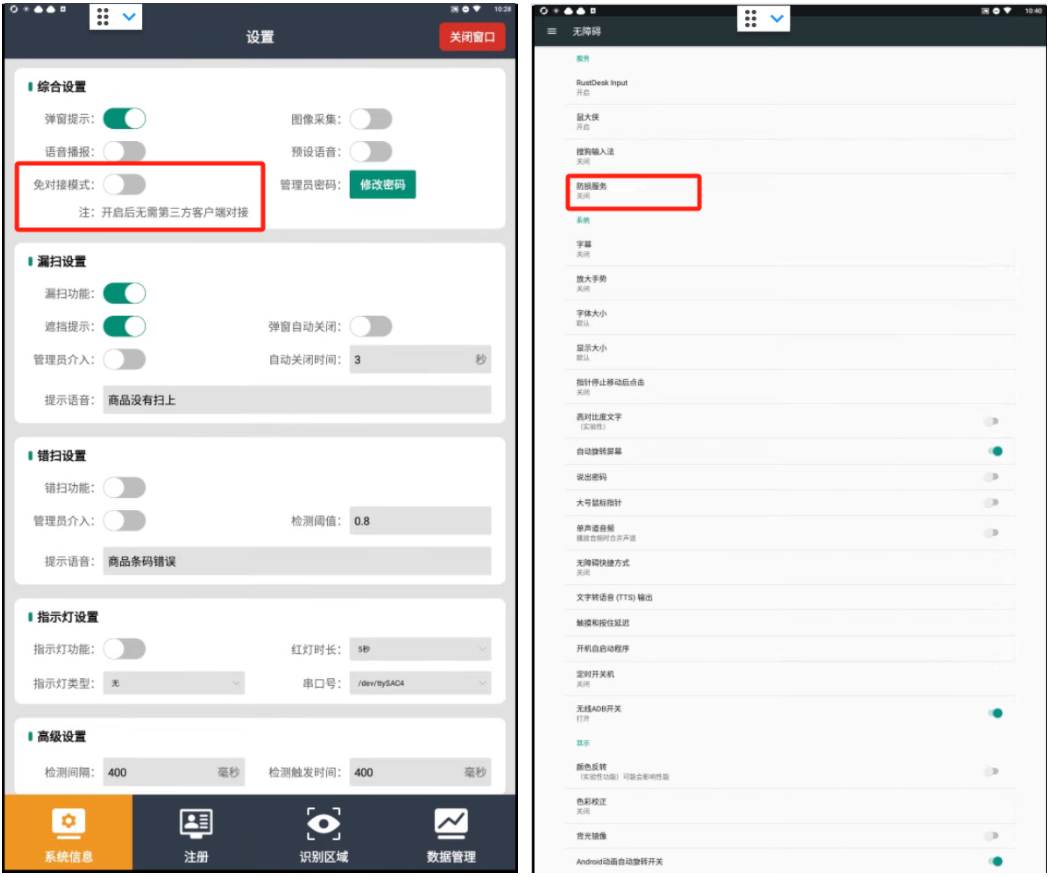 10:28
设置
关闭窗口
综合设置
弹窗提示：
图像采集：
语音播报：
预设语音：
免对接模式：
管理员密码：
修改密码
注：开启后无需第三方客户端对接
漏扫设置
漏扫功能：
遮挡提示：
弹窗自动关闭：
管理员介入：
自动关闭时间：
3
秒
提示语音：
商品没有扫上
错扫设置
错扫功能：
管理员介入：
检测阈值：
0.8
提示语音：
商品条码错误
指示灯设置
指示灯功能：
红灯时长：
5秒
指示灯类型：
无
串口号：
/dev/ttySAC4
高级设置
检测间隔：
400
毫秒
检测触发时间：
400
毫秒
系统信息
注册
识别区域
数据管理
10:40
无障碍
服务
RustDesk Input
开启
鼠大侠
开启
搜狗输入法
关闭
防损服务
关闭
系统
字幕
关闭
放大手势
关闭
字体大小
默认
显示大小
默认
指针停止移动后点击
关闭
高对比度文字
（实验性）
自动旋转屏幕
说出密码
大号鼠标指针
单声道音频
播放音频时合并声道
无障碍快捷方式
关闭
文字转语音 (TTS) 输出
触摸和按住延迟
开机自启动程序
定时开关机
关闭
无线ADB开关
打开
显示
颜色反转
（实验性功能）可能会影响性能
色彩校正
关闭
背光镜像
Android动画自动旋转开关